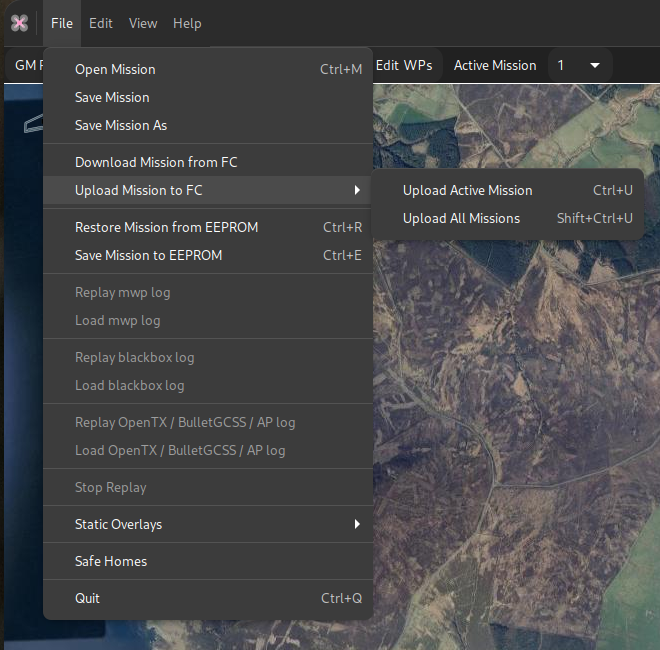 File Edit View Help
GM
Edit WPs Active Mission 1
Open Mission Ctrl+M
Save Mission
Save Mission As
Download Mission from FC
Upload Mission to FC
Upload Active Mission Ctrl+U
Upload All Missions Shift+Ctrl+U
Restore Mission from EEPROM Ctrl+R
Save Mission to EEPROM Ctrl+E
Replay mwp log
Load mwp log
Replay blackbox log
Load blackbox log
Replay OpenTX / BulletGCSS / AP log
Load OpenTX / BulletGCSS / AP log
Stop Replay
Static Overlays
Safe Homes
Quit Ctrl+Q